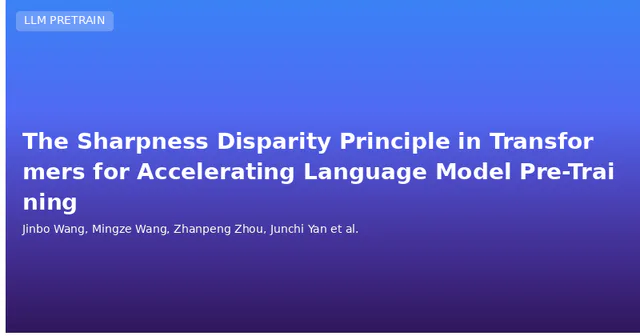 LLM PRETRAIN
The Sharpness Disparity Principle in Transfor
mers for Accelerating Language Model Pre-Trai
ning
Jinbo Wang, Mingze Wang, Zhanpeng Zhou, Junchi Yan et al.